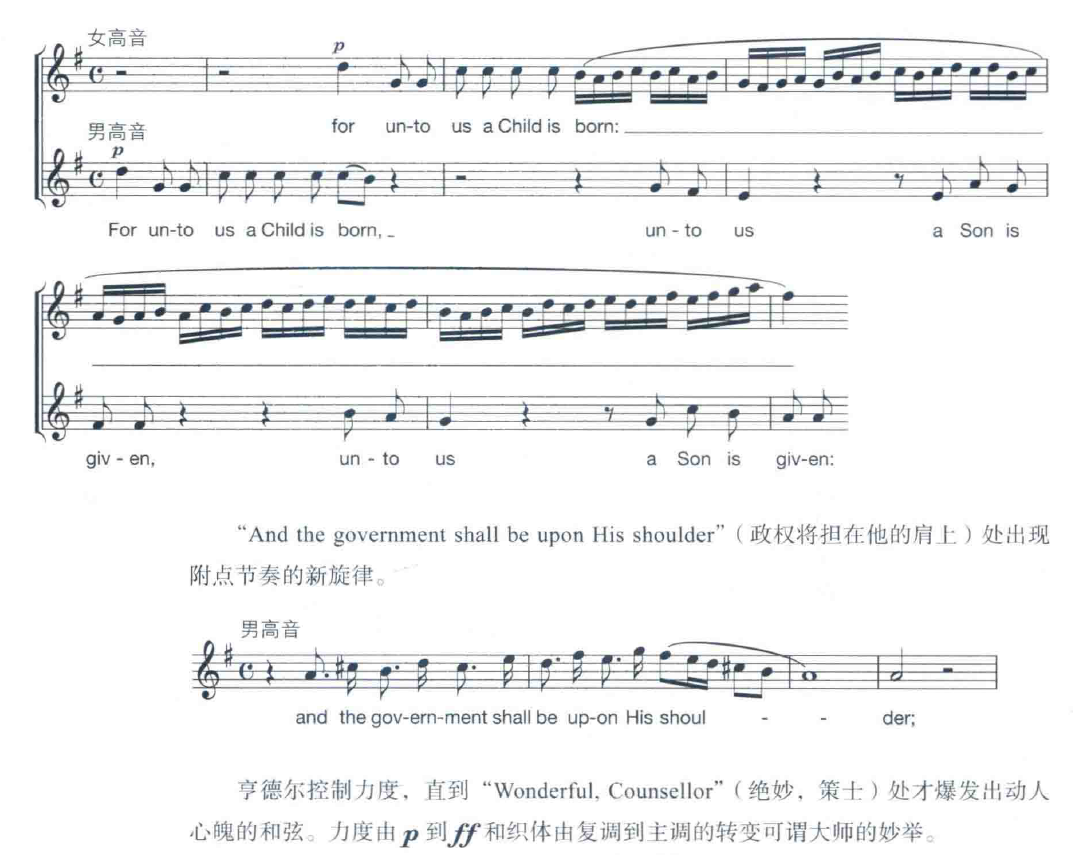 女高音
p
for un-to us a Child is born:
男高音
p
For un-to us a Child is born,
un - to us a Son is
giv - en, un - to us a Son is giv-en:
“And the government shall be upon His shoulder”（政权将担在他的肩上）处出现
附点节奏的新旋律。
男高音
and the gov-ern-ment shall be up-on His shoul - - der;
亨德尔控制力度，直到“Wonderful, Counsellor”（绝妙，策士）处才爆发出动人
心魄的和弦。力度由 p 到 ff 和织体由复调到主调的转变可谓大师的妙举。